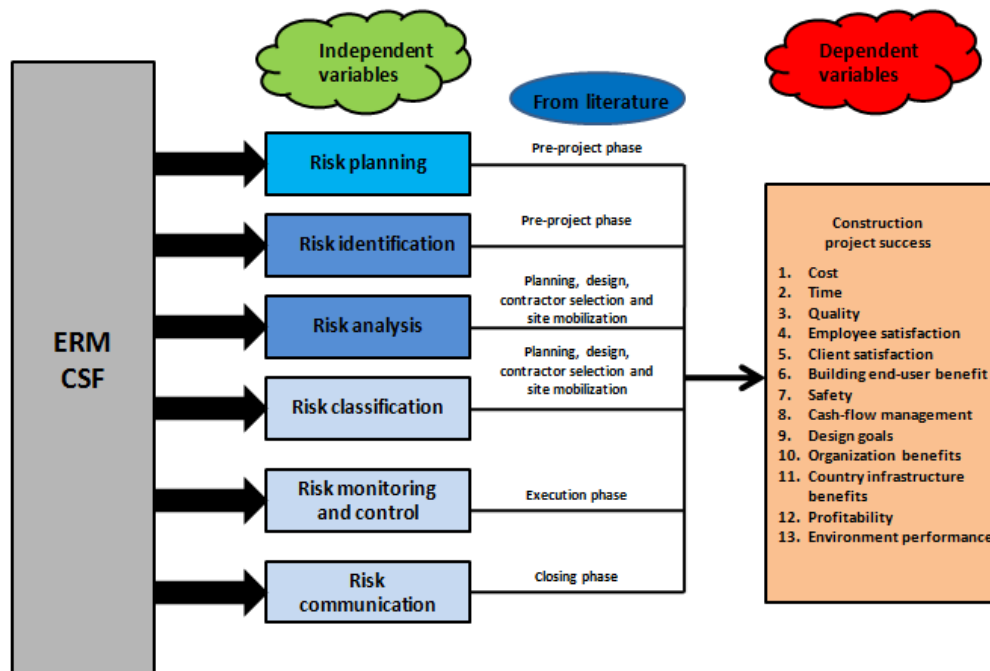 Independent
variables
Dependent
variables
From literature
ERM
CSF
Risk planning
Pre-project phase
Risk identification
Pre-project phase
Risk analysis
Planning, design,
contractor selection and
site mobilization
Risk classification
Planning, design,
contractor selection and
site mobilization
Risk monitoring
and control
Execution phase
Risk
communication
Closing phase
Construction
project success
1. Cost
2. Time
3. Quality
4. Employee satisfaction
5. Client satisfaction
6. Building end-user benefit
7. Safety
8. Cash-flow management
9. Design goals
10. Organization benefits
11. Country infrastructure
benefits
12. Profitability
13. Environment performance